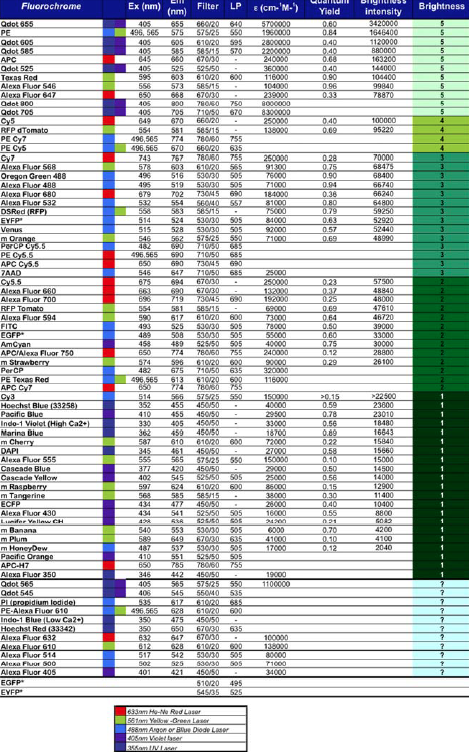 Fluorochrome Ex (nm) Em (nm) Filter LP ε (cm-1M-1) Quantum Yield Brightness Intensity Brightness
Qdot 655 405 655 660/20 640 5700000 0.60 3420000 5
PE 496, 565 575 575/25 550 1960000 0.84 1646400 5
Qdot 605 405 605 610/20 595 2800000 0.40 1120000 5
Qdot 585 405 585 585/15 570 2200000 0.40 880000 5
APC 645 660 670/30 - 240000 0.68 163200 5
Qdot 525 405 525 525/50 - 360000 0.40 144000 5
Texas Red 595 603 610/20 600 116000 0.90 104400 5
Alexa Fluor 546 556 573 585/15 - 104000 0.96 99840 5
Alexa Fluor 647 650 668 670/30 - 239000 0.33 78870 5
Qdot 800 405 800 780/60 750 8000000 5
Qdot 705 405 705 710/50 670 8300000 5
Cy5 649 670 670/30 - 250000 0.40 100000 4
RFP dTomato 554 581 585/15 - 138000 0.69 95220 4
PE Cy7 496,565 774 780/60 755 4
PE Cy5 496,565 670 670/20 635 4
Cy7 743 767 780/60 755 250000 0.28 70000 3
Alexa Fluor 568 578 603 610/20 565 91300 0.75 68475 3
Oregon Green 488 496 516 530/30 505 76000 0.90 68400 3
Alexa Fluor 488 495 519 530/30 505 71000 0.94 66740 3
Alexa Fluor 680 679 702 730/45 690 184000 0.36 66240 3
Alexa Fluor 532 532 554 560/40 557 81000 0.80 64800 3
DSRed (RFP) 558 583 585/15 - 75000 0.79 59250 3
EYFP* 514 524 530/30 505 84000 0.63 52920 3
Venus 515 528 530/30 505 92000 0.57 52440 3
m Orange 546 562 575/25 550 71000 0.69 48990 3
PerCP Cy5.5 482 690 710/50 685 3
PE Cy5.5 496,565 690 710/50 685 3
APC Cy5.5 650 690 730/45 690 3
7AAD 546 647 710/50 685 25000 3
Cy5.5 675 694 670/30 - 250000 0.23 57500 2
Alexa Fluor 660 663 690 670/30 - 132000 0.37 48840 2
Alexa Fluor 700 696 719 730/45 690 192000 0.25 48000 2
RFP Tomato 554 581 585/15 - 69000 0.69 47610 2
Alexa Fluor 594 590 617 610/20 600 73000 0.64 46720 2
FITC 493 525 530/30 505 78000 0.50 39000 2
EGFP* 489 508 530/30 505 55000 0.60 33000 2
AmCyan 458 489 525/50 505 40000 0.75 30000 2
APC/Alexa Fluor 750 650 774 780/60 755 240000 0.12 28800 2
m Strawberry 574 596 610/20 600 90000 0.29 26100 2
PerCP 482 675 710/50 635 320000 2
PE Texas Red 496,565 613 610/20 600 116000 2
APC Cy7 650 774 780/60 755 2
Cy3 514 566 575/25 550 150000 >0.15 >22500 1
Hoechst Blue (33258) 352 455 450/50 - 40000 0.59 23600 1
Pacific Blue 410 455 450/50 - 29500 0.78 23010 1
Indo-1 Violet (High Ca2+) 330 405 450/50 - 33000 0.56 18480 1
Marina Blue 362 459 450/50 - 18700 0.89 16643 1
m Cherry 587 610 610/20 600 72000 0.22 15840 1
DAPI 345 461 450/50 - 27000 0.58 15660 1
Alexa Fluor 555 555 565 575/25 550 150000 0.10 15000 1
Cascade Blue 377 420 450/50 - 29000 0.50 14500 1
Cascade Yellow 402 545 525/50 505 25000 0.56 14000 1
m Raspberry 597 624 610/20 600 86000 0.15 12900 1
m Tangerine 568 585 585/15 - 38000 0.30 11400 1
ECFP 434 477 450/50 - 26000 0.40 10400 1
Alexa Fluor 430 434 541 525/50 505 16000 0.55 8800 1
Lucifer Yellow CH 428 536 525/50 505 24200 0.21 5082 1
m Banana 540 553 530/30 505 6000 0.70 4200 1
m Plum 589 649 670/30 635 41000 0.10 4100 1
m HoneyDew 487 537 530/30 505 17000 0.12 2040 1
Pacific Orange 410 551 525/50 505 1
APC-H7 650 785 780/60 750 1
Alexa Fluor 350 346 442 450/50 - 19000 1
Qdot 565 405 565 575/25 550 1100000 ?
Qdot 545 406 545 550/40 535 ?
PI (propidium Iodide) 535 617 610/20 685 ?
PE-Alexa Fluor 610 496,565 628 610/20 600 ?
Indo-1 Blue (Low Ca2+) 350 475 450/50 - ?
Hoechst Red (33342) 350 650 670/30 635 ?
Alexa Fluor 632 632 647 670/30 - 100000 ?
Alexa Fluor 610 612 628 610/20 600 138000 ?
Alexa Fluor 514 517 542 530/30 505 80000 ?
Alexa Fluor 500 502 525 530/30 505 71000 ?
Alexa Fluor 405 401 421 450/50 - 34000 ?
EGFP* 510/20 495
EYFP* 545/35 525
633nm He-Ne Red Laser
561nm Yellow -Green Laser
488nm Argon or Blue Diode Laser
405nm Violet laser
355nm UV Laser